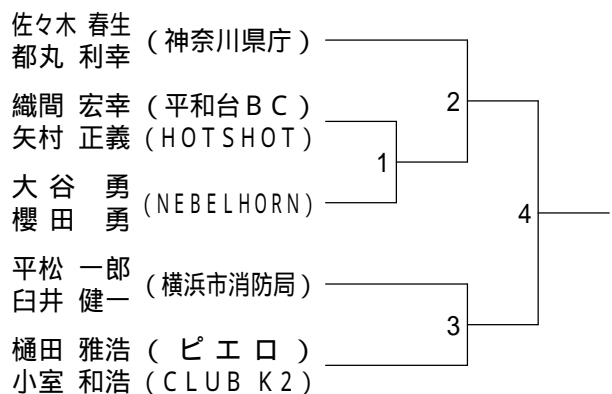 佐々木 春生
都丸 利幸
(神奈川県庁)
織間 宏幸 (平和台BC)
矢村 正義 (HOTSHOT)
大谷 勇
櫻田 勇
(NEBELHORN)
平松 一郎
臼井 健一
(横浜市消防局)
樋田 雅浩 (ピエロ)
小室 和浩 (CLUB K2)
1
2
3
4